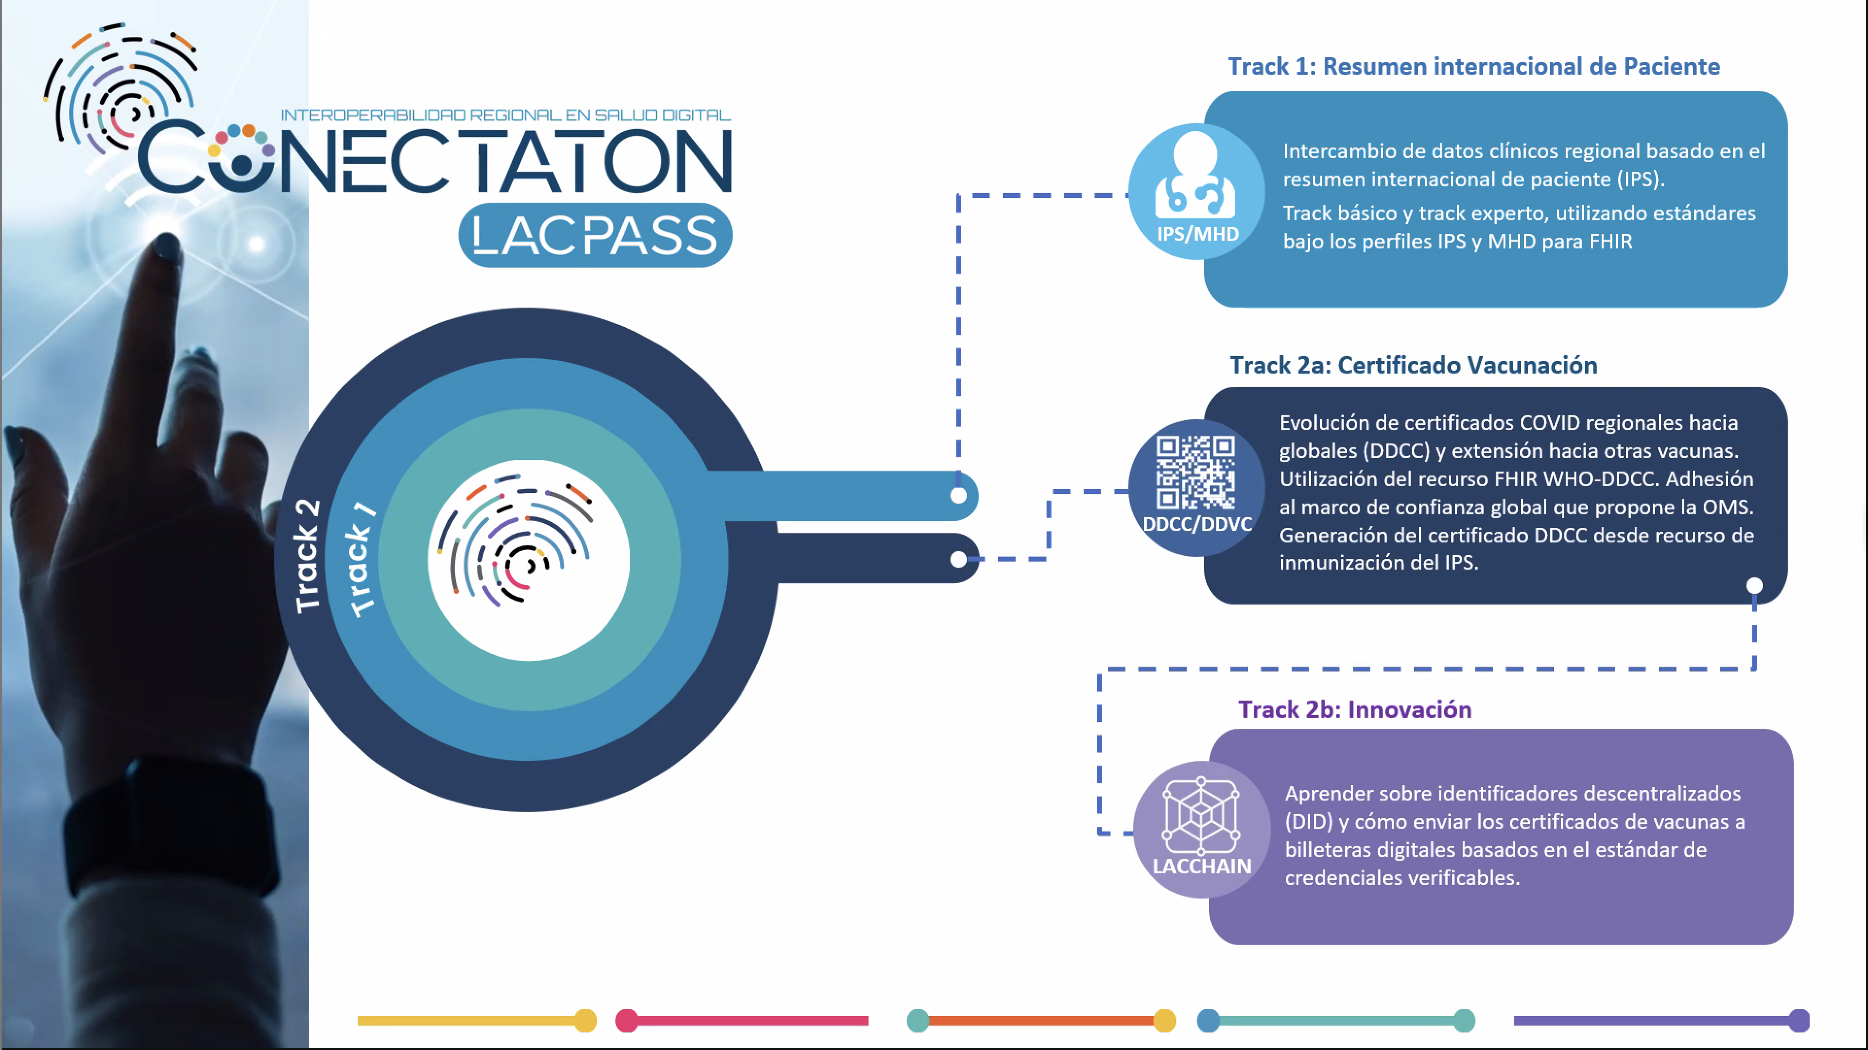 INTEROPERABILIDAD REGIONAL EN SALUD DIGITAL
CONECTATON
LACPASS
Track 2
Track 1
Track 1: Resumen internacional de Paciente
IPS/MHD
Intercambio de datos clínicos regional basado en el
resumen internacional de paciente (IPS).
Track básico y track experto, utilizando estándares
bajo los perfiles IPS y MHD para FHIR
Track 2a: Certificado Vacunación
DDCC/DDVC
Evolución de certificados COVID regionales hacia
globales (DDCC) y extensión hacia otras vacunas.
Utilización del recurso FHIR WHO-DDCC. Adhesión
al marco de confianza global que propone la OMS.
Generación del certificado DDCC desde recurso de
inmunización del IPS.
Track 2b: Innovación
LACCHAIN
Aprender sobre identificadores descentralizados
(DID) y cómo enviar los certificados de vacunas a
billeteras digitales basados en el estándar de
credenciales verificables.